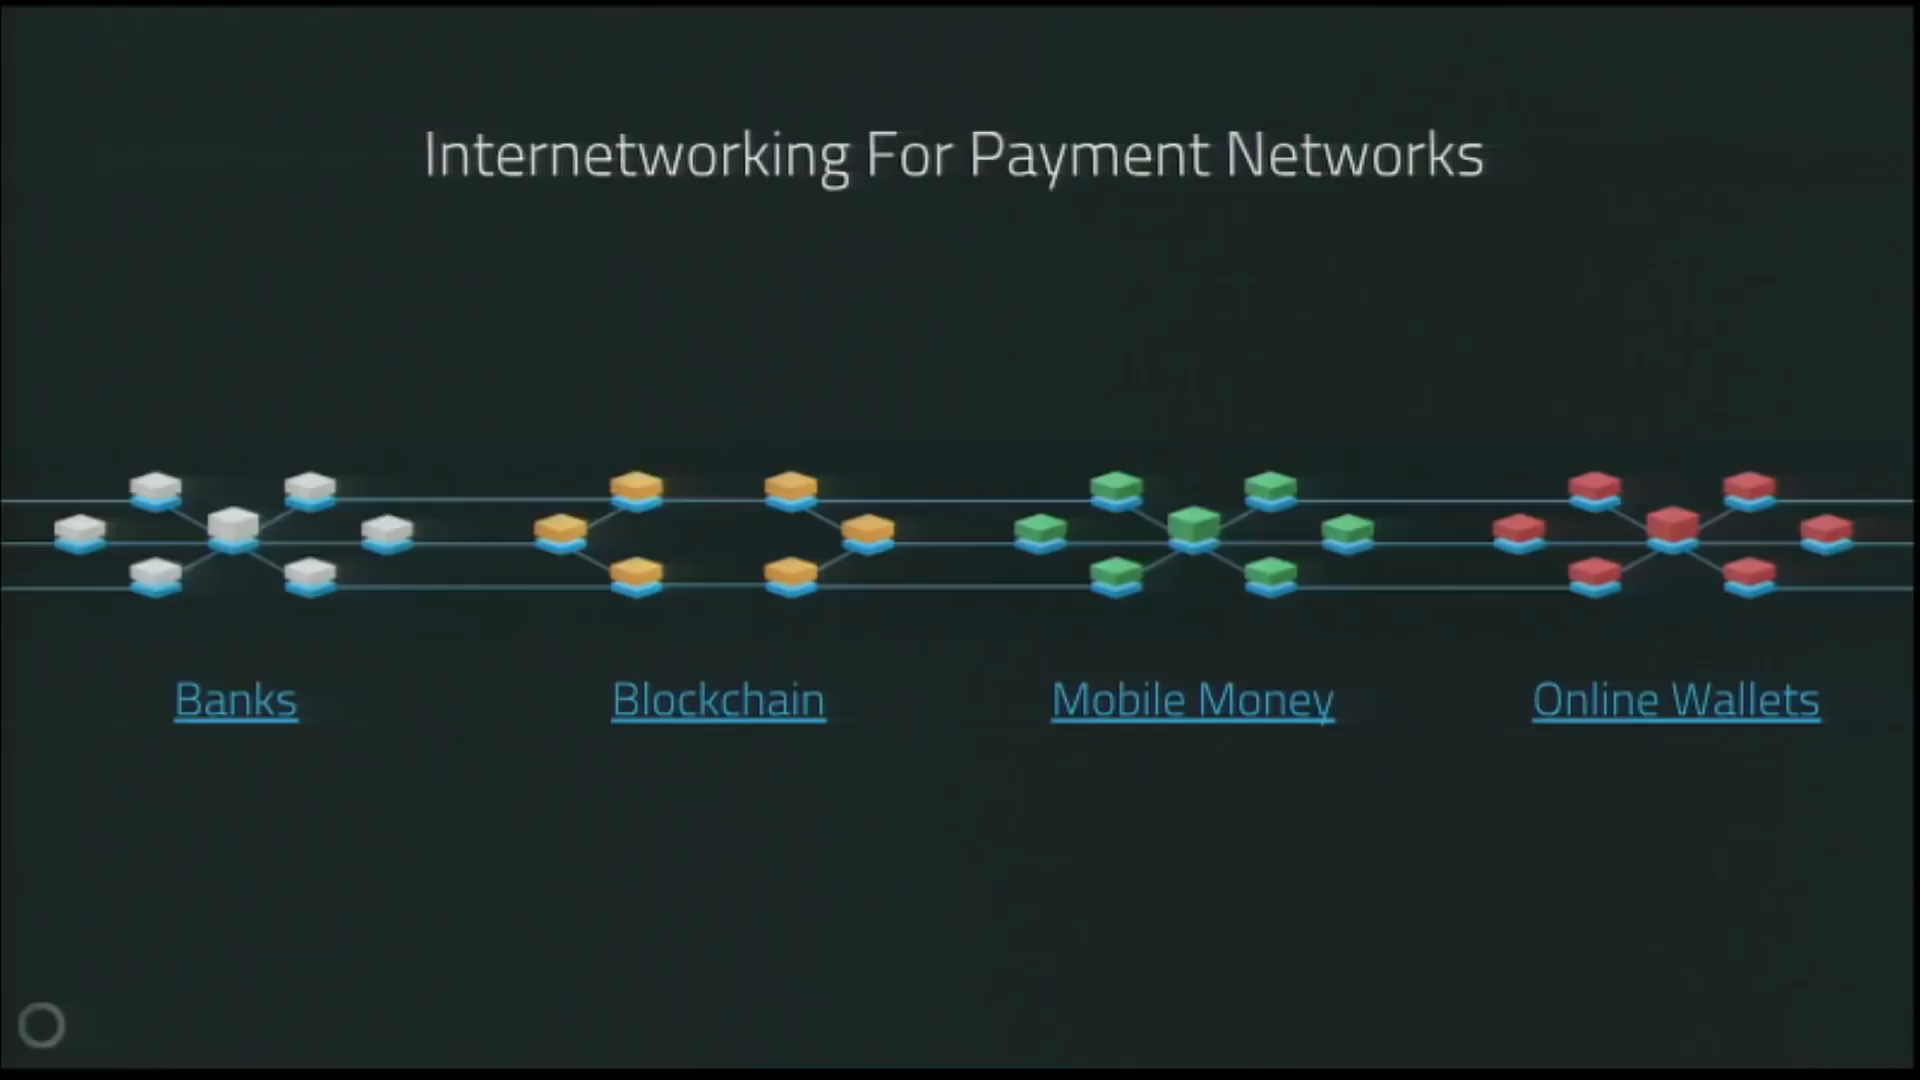 Internetworking For Payment Networks
Banks
Blockchain
Mobile Money
Online Wallets